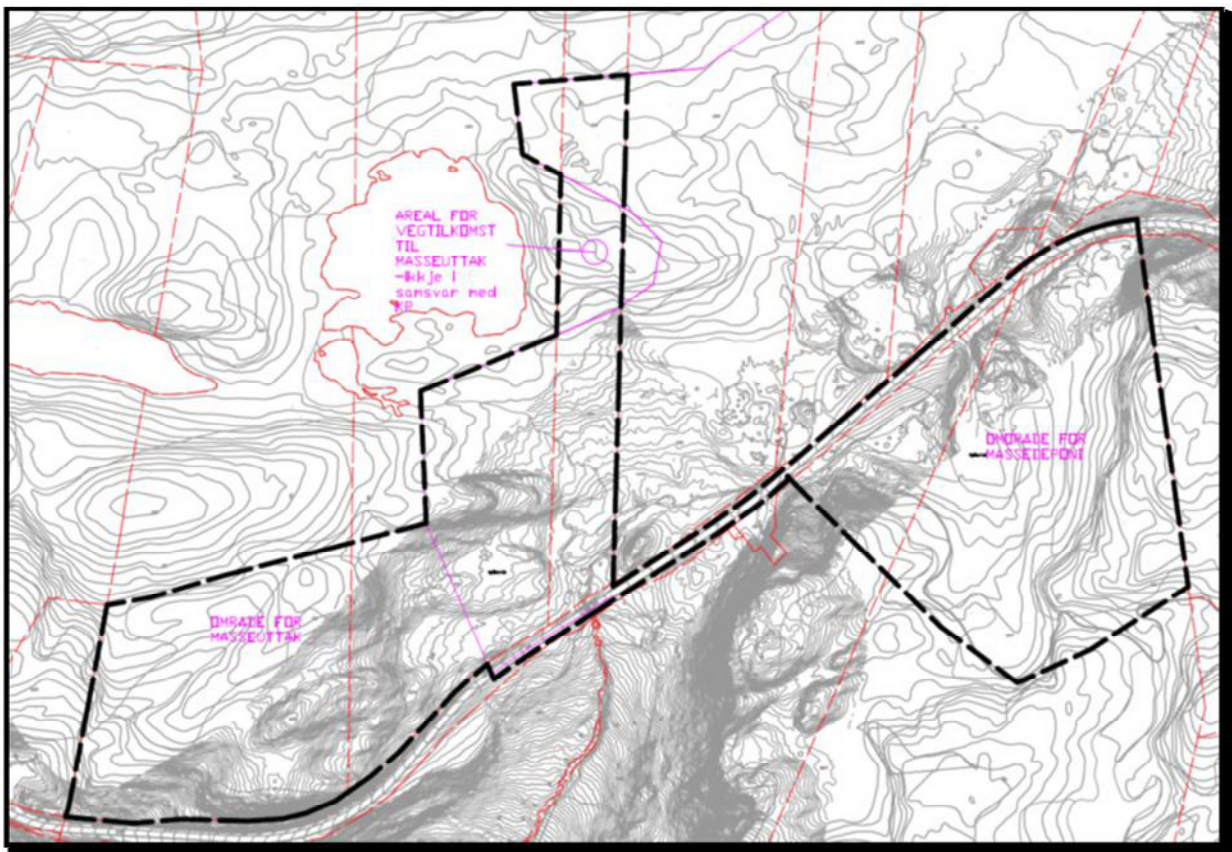 AREAL FOR
VEGTILKOMST
TIL
MASSEUTTAK
-ikkje i
samsvar med
KP
OMRADE FOR
MASSEDEPONI
OMRADE FOR
MASSEUTTAK